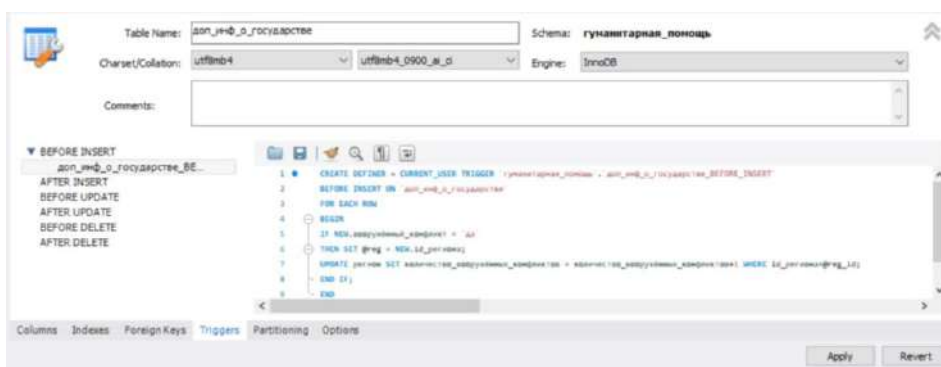 Table Name: доп_инф_о_государстве Schema: гуманитарная_помощь
Charset/Collation: utf8mb4 utf8mb4_0900_ai_ci Engine: InnoDB
Comments:
BEFORE INSERT
доп_инф_о_государстве_BE...
AFTER INSERT
BEFORE UPDATE
AFTER UPDATE
BEFORE DELETE
AFTER DELETE
1 CREATE DEFINER = CURRENT_USER TRIGGER `гуманитарная_помощь`.`доп_инф_о_государстве_BEFORE_INSERT`
2 BEFORE INSERT ON `доп_инф_о_государстве`
3 FOR EACH ROW
4 BEGIN
5 IF NEW.вооружённый_конфликт = 'да'
6 THEN SET @reg = NEW.id_региона;
7 UPDATE регион SET количество_вооружённых_конфликтов = количество_вооружённых_конфликтов+1 WHERE id_региона=@reg_id;
8 END IF;
9 END
Columns Indexes Foreign Keys Triggers Partitioning Options
Apply Revert